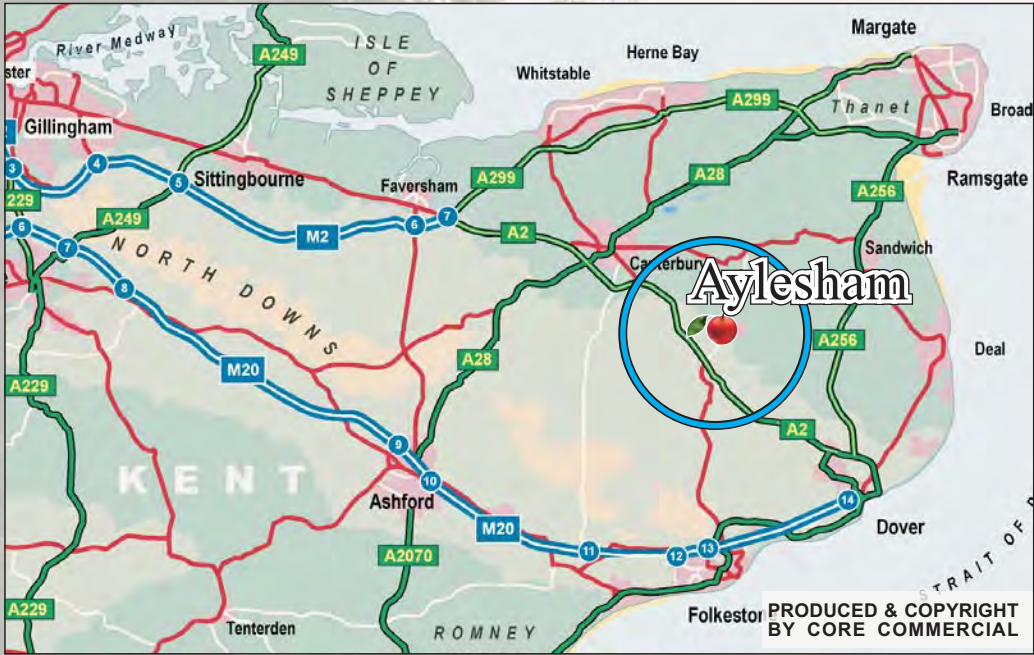 River Medway
A249
ISLE
OF
SHEPPEY
Herne Bay
Margate
Whitstable
ster
A299
Thanet
Broad
Gillingham
3
4
5
Sittingbourne
Faversham
A299
A28
A256
Ramsgate
229
A249
6
7
M2
6
7
A2
Sandwich
NORTH DOWNS
8
Canterbury
Aylesham
A256
Deal
A28
M20
A229
A2
9
10
KENT
Ashford
14
M20
Dover
A2070
11
12
13
STRAIT OF
A229
Tenterden
ROMNEY
Folkeston
PRODUCED & COPYRIGHT
BY CORE COMMERCIAL